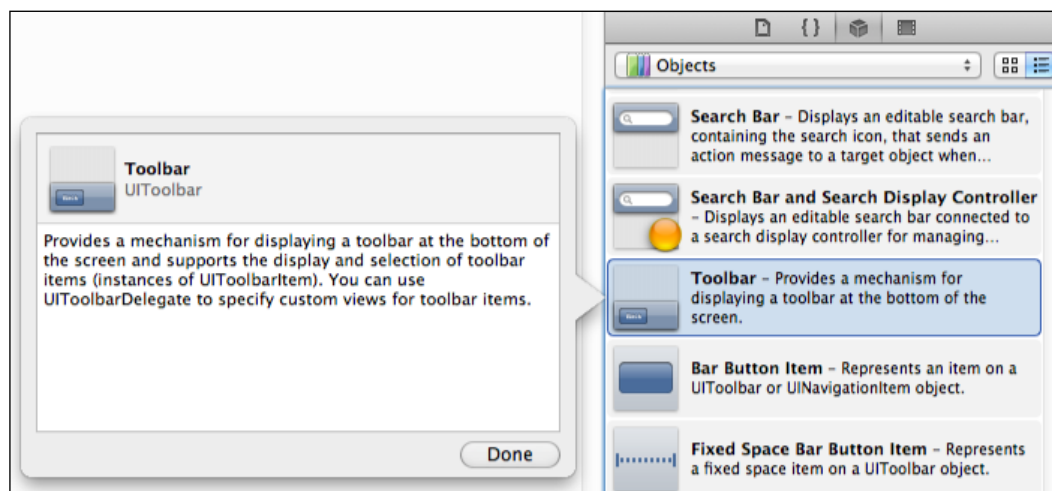 Toolbar
UIToolbar
Provides a mechanism for displaying a toolbar at the bottom of
the screen and supports the display and selection of toolbar
items (instances of UIToolbarItem). You can use
UIToolbarDelegate to specify custom views for toolbar items.
Done
{ }
Objects
Search Bar – Displays an editable search bar,
containing the search icon, that sends an
action message to a target object when...
Search Bar and Search Display Controller
– Displays an editable search bar connected to
a search display controller for managing...
Back
Toolbar – Provides a mechanism for
displaying a toolbar at the bottom of the
screen.
Bar Button Item – Represents an item on a
UIToolbar or UINavigationItem object.
Fixed Space Bar Button Item – Represents
a fixed space item on a UIToolbar object.